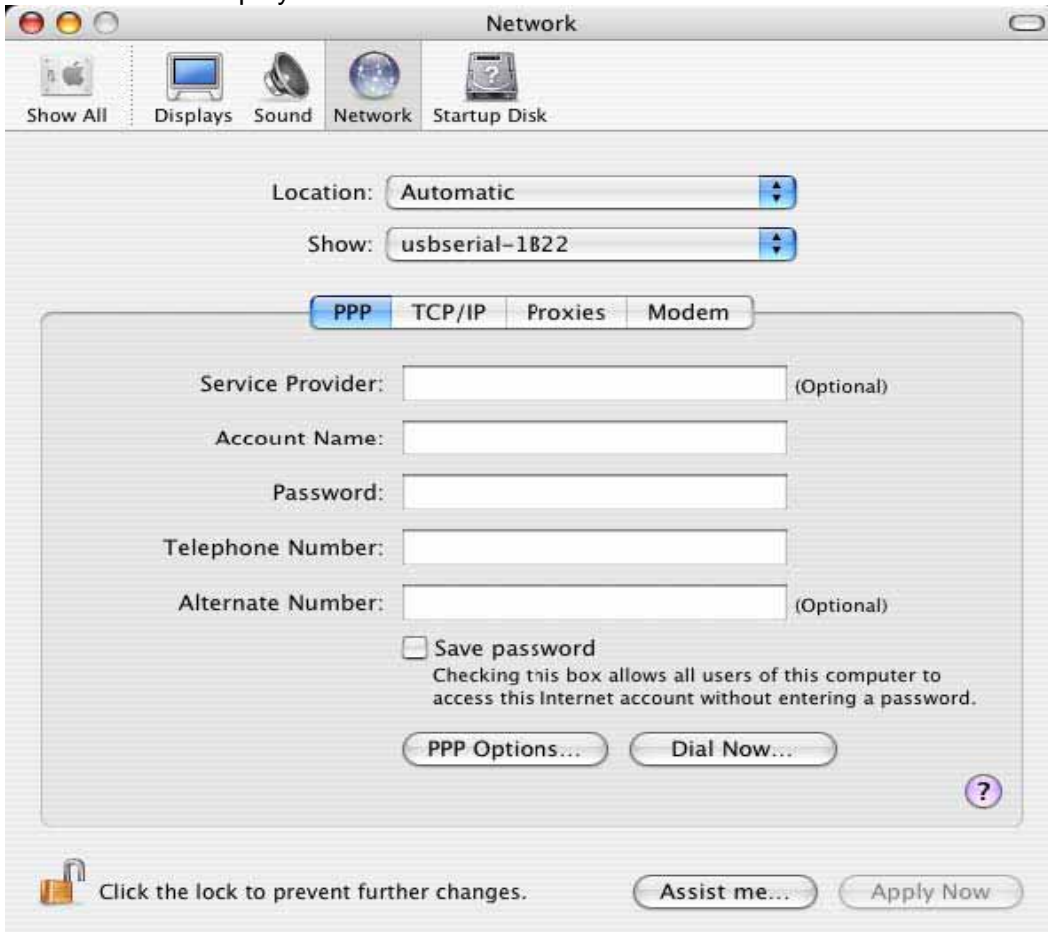 Network
Show All Displays Sound Network Startup Disk
Location: Automatic
Show: usbserial-1B22
PPP TCP/IP Proxies Modem
Service Provider: (Optional)
Account Name:
Password:
Telephone Number:
Alternate Number: (Optional)
Save password
Checking this box allows all users of this computer to
access this Internet account without entering a password.
PPP Options... Dial Now...
?
Click the lock to prevent further changes. Assist me... Apply Now